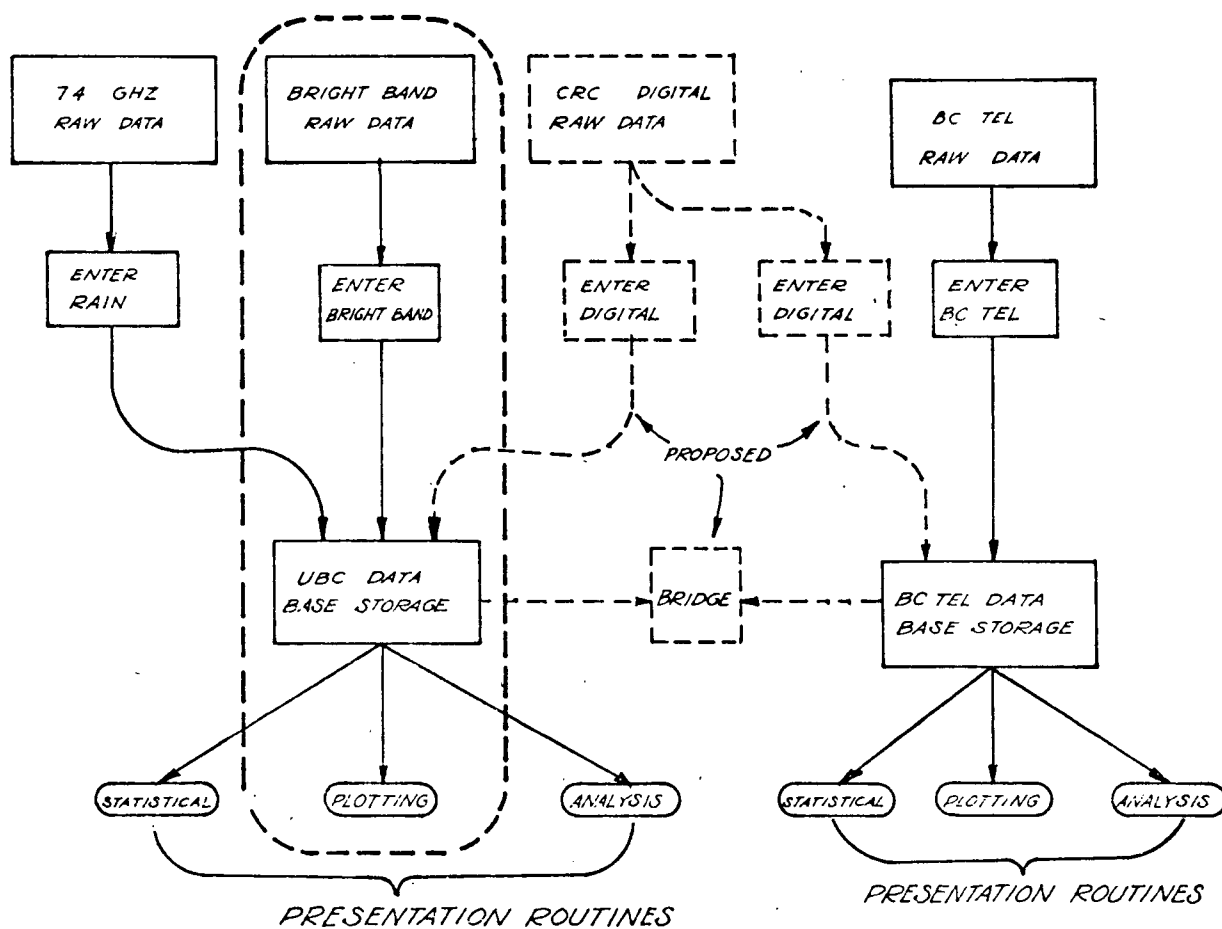 74 GHZ
RAW DATA
BRIGHT BAND
RAW DATA
CRC DIGITAL
RAW DATA
BC TEL
RAW DATA
ENTER
RAIN
ENTER
BRIGHT BAND
ENTER
DIGITAL
ENTER
DIGITAL
ENTER
BC TEL
PROPOSED
UBC DATA
BASE STORAGE
BRIDGE
BC TEL DATA
BASE STORAGE
STATISTICAL
PLOTTING
ANALYSIS
STATISTICAL
PLOTTING
ANALYSIS
PRESENTATION ROUTINES
PRESENTATION ROUTINES